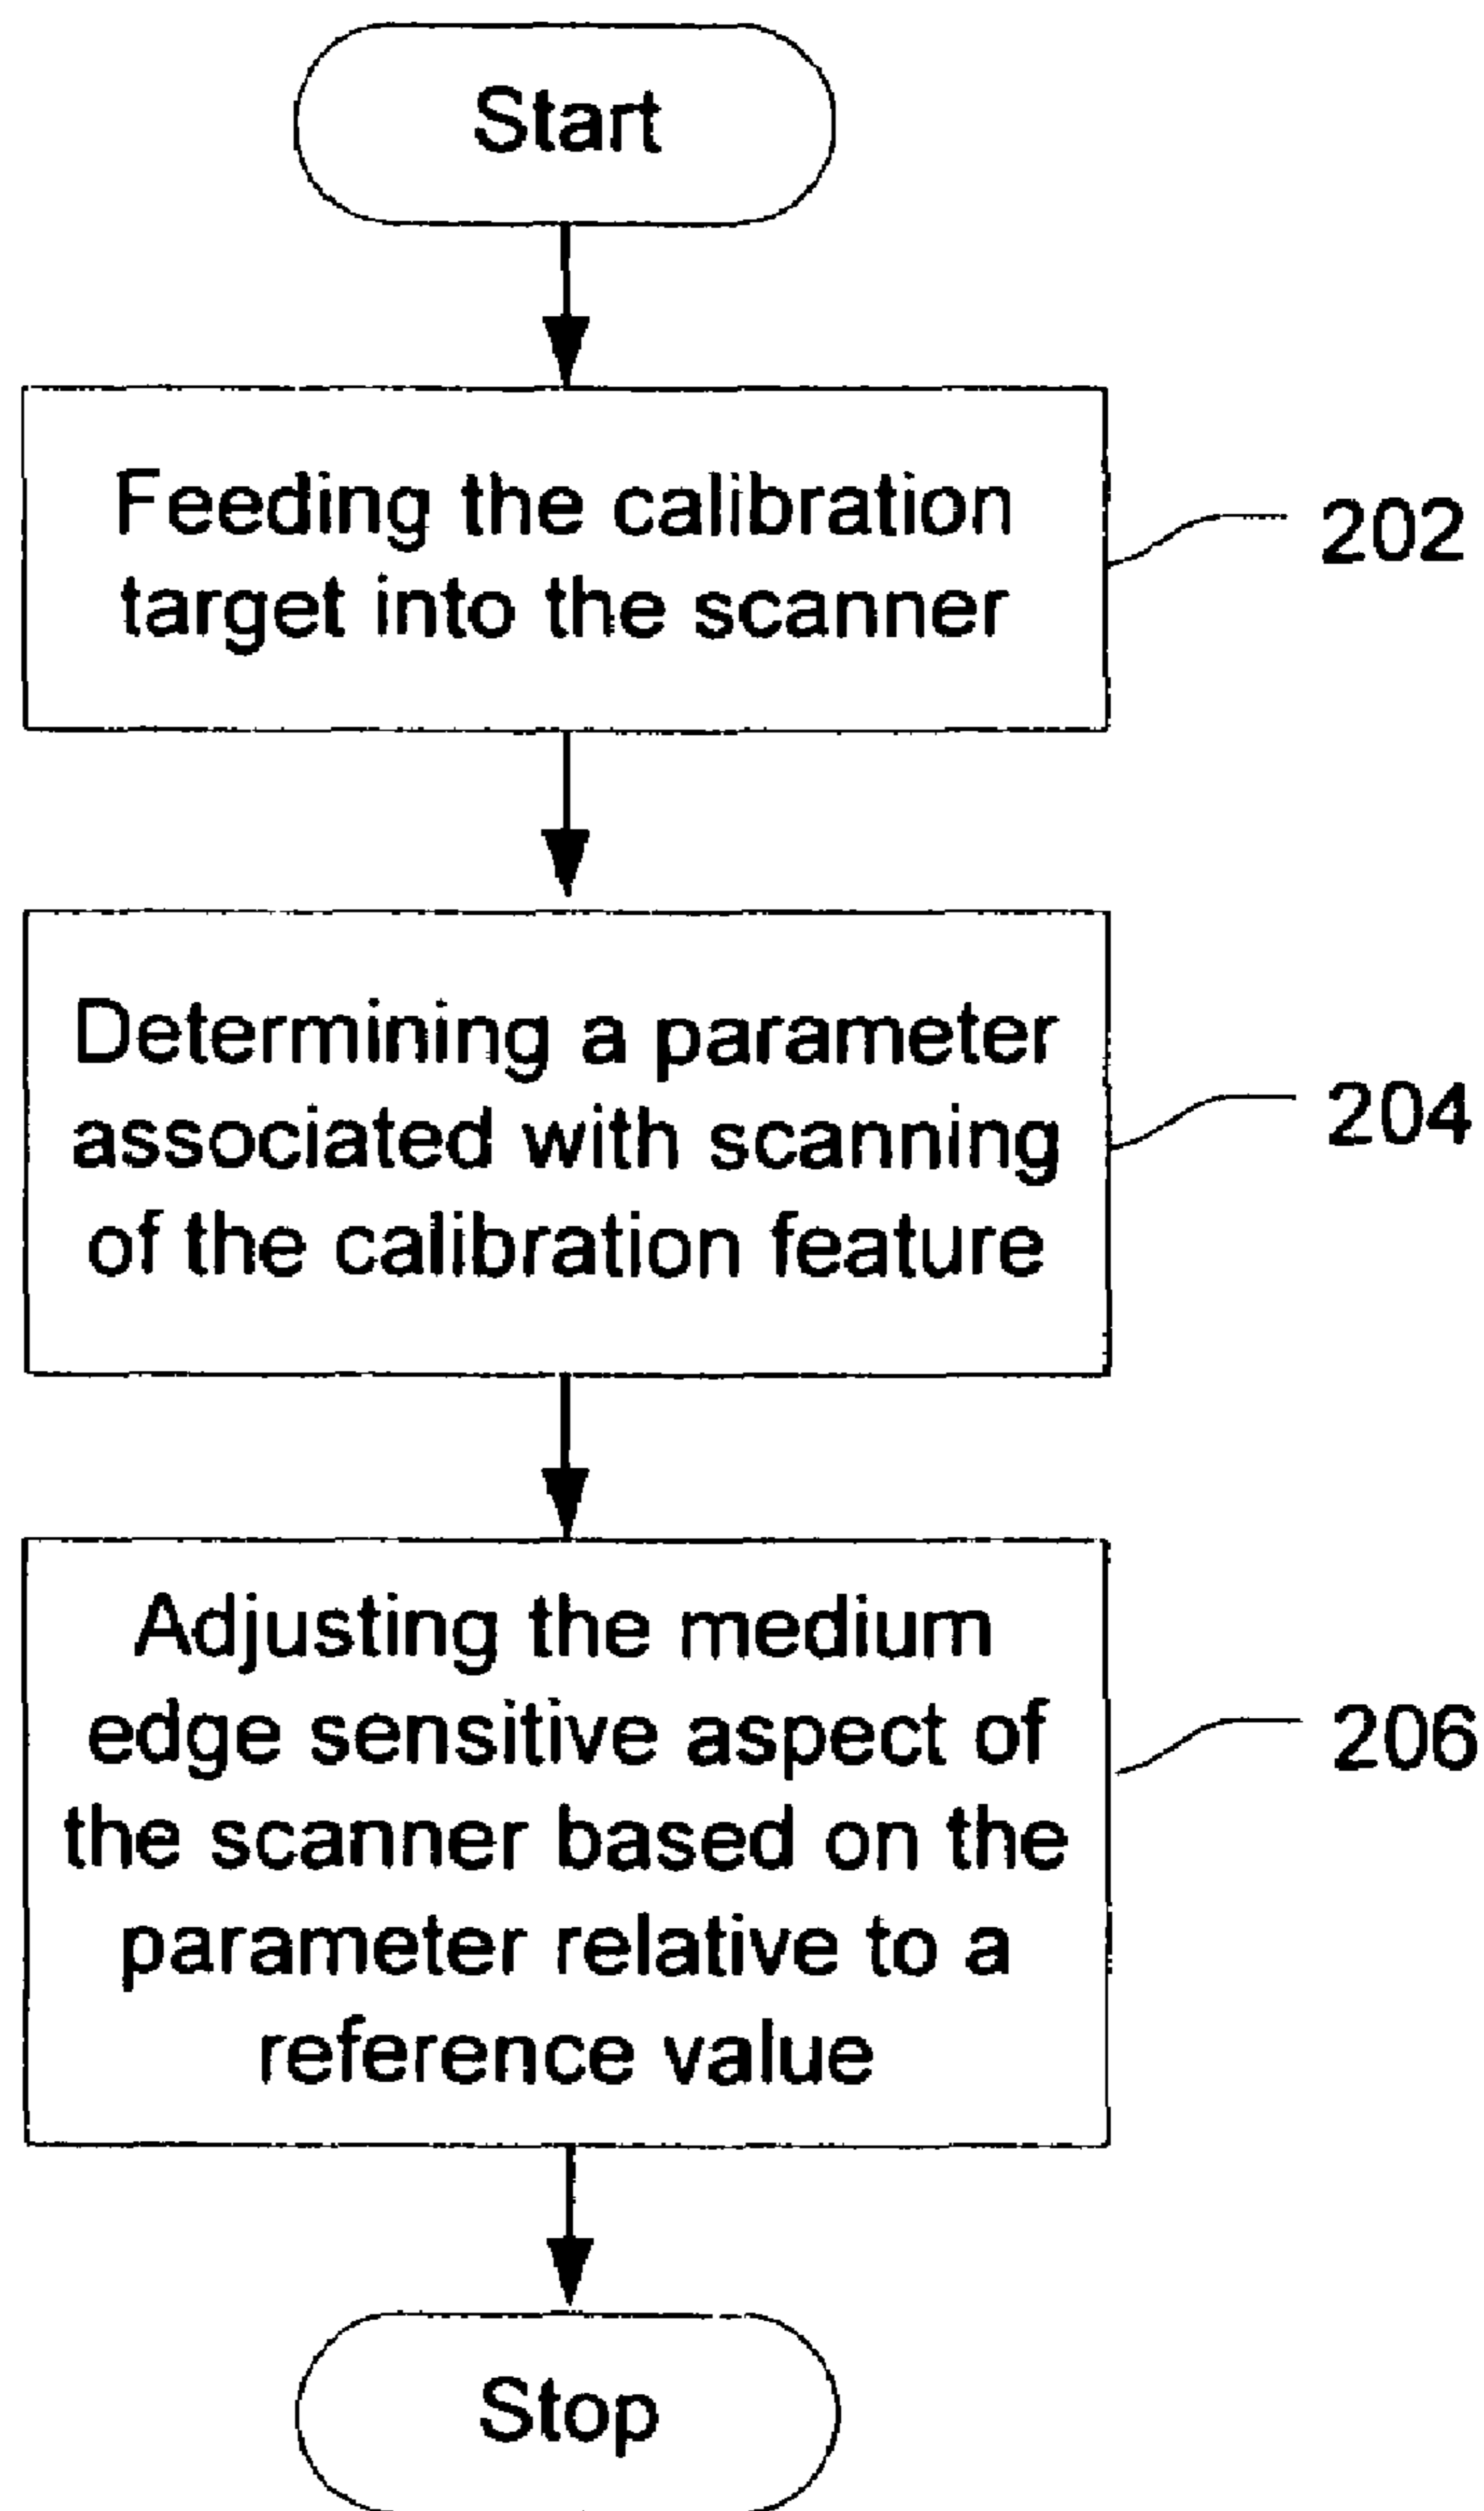 Start
Feeding the calibration
target into the scanner
202
Determining a parameter
associated with scanning
of the calibration feature
204
Adjusting the medium
edge sensitive aspect of
the scanner based on the
parameter relative to a
reference value
206
Stop